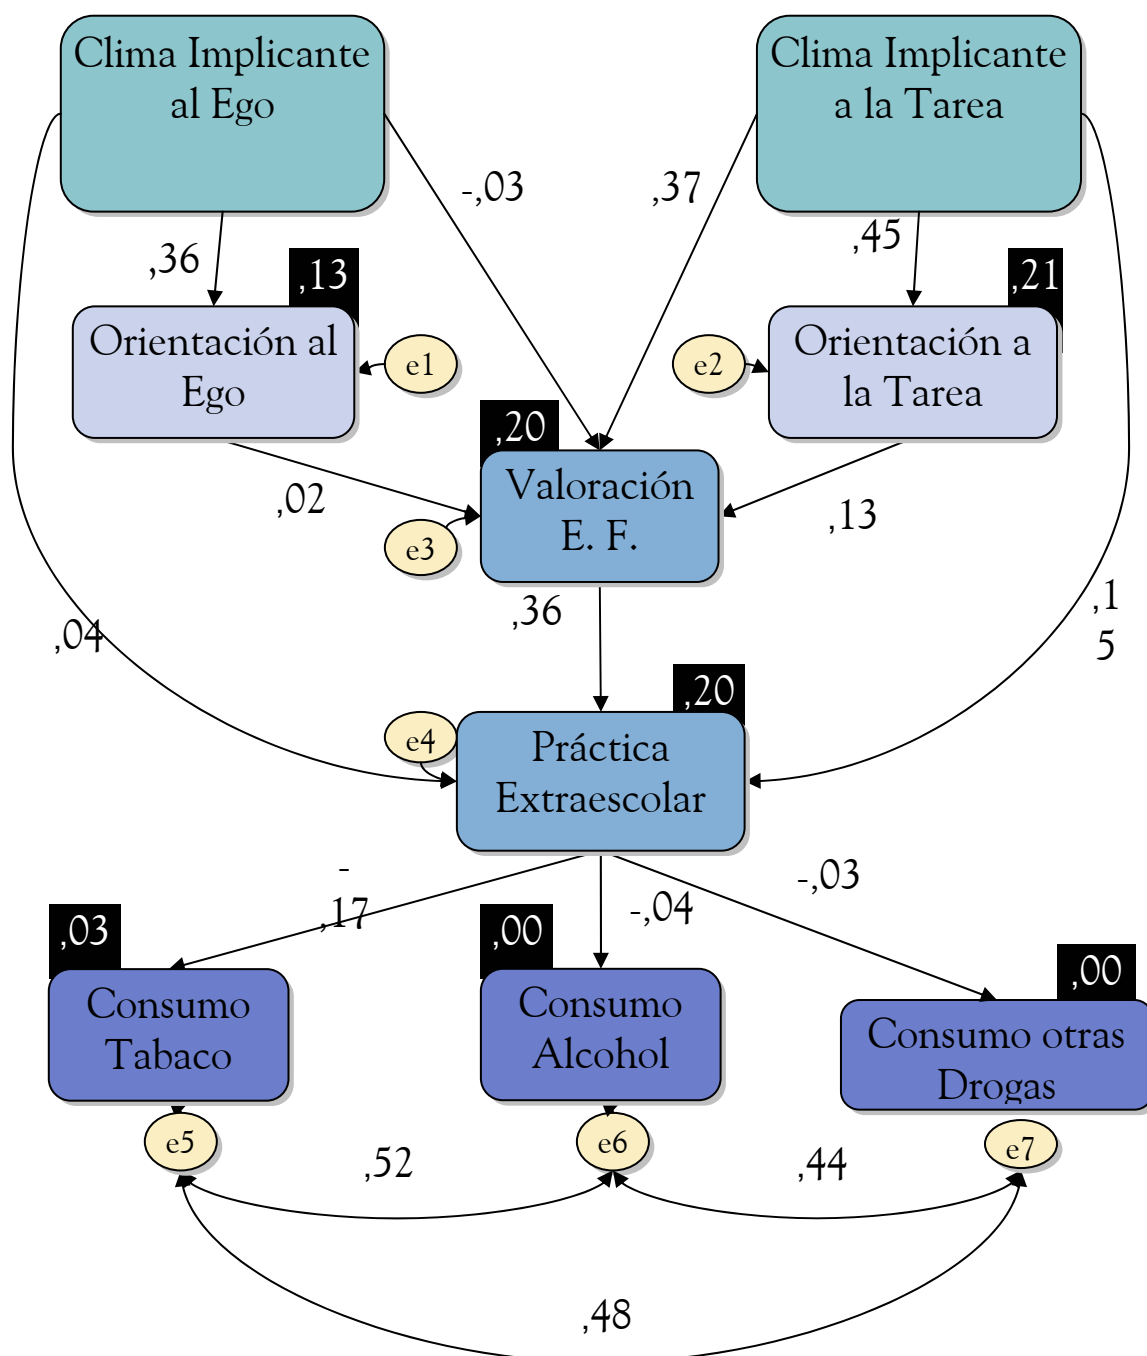 Clima Implicante
al Ego
Clima Implicante
a la Tarea
-,03
,37
,36
,45
,13
,21
Orientación al
Ego
e1
e2
Orientación a
la Tarea
,20
Valoración
E. F.
,02
,13
e3
,36
,04
,1
5
,20
e4
Práctica
Extraescolar
-
,17
-,04
-,03
,03
,00
,00
Consumo
Tabaco
Consumo
Alcohol
Consumo otras
Drogas
e5
e6
e7
,52
,44
,48